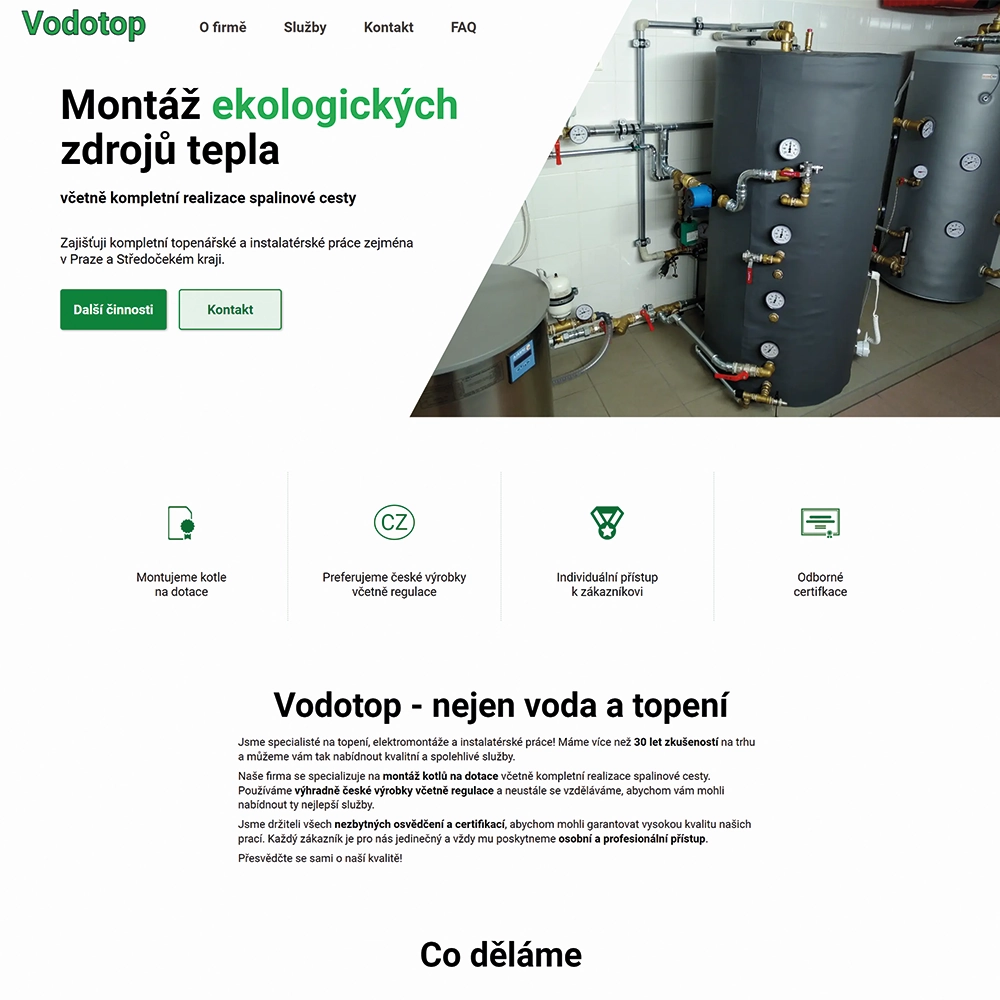 Vodotop
O firmě Služby Kontakt FAQ
Montáž ekologických
zdrojů tepla
včetně kompletní realizace spalinové cesty
Zajišťuji kompletní topenářské a instalatérské práce zejména
v Praze a Středočekém kraji.
Další činnosti Kontakt
CZ
Montujeme kotle
na dotace
Preferujeme české výrobky
včetně regulace
Individuální přístup
k zákazníkovi
Odborné
certifkace
Vodotop - nejen voda a topení
Jsme specialisté na topení, elektromontáže a instalatérské práce! Máme více než 30 let zkušeností na trhu
a můžeme vám tak nabídnout kvalitní a spolehlivé služby.
Naše firma se specializuje na montáž kotlů na dotace včetně kompletní realizace spalinové cesty.
Používáme výhradně české výrobky včetně regulace a neustále se vzděláváme, abychom vám mohli
nabídnout ty nejlepší služby.
Jsme držiteli všech nezbytných osvědčení a certifikací, abychom mohli garantovat vysokou kvalitu našich
prací. Každý zákazník je pro nás jedinečný a vždy mu poskytneme osobní a profesionální přístup.
Přesvědčte se sami o naší kvalitě!
Co děláme